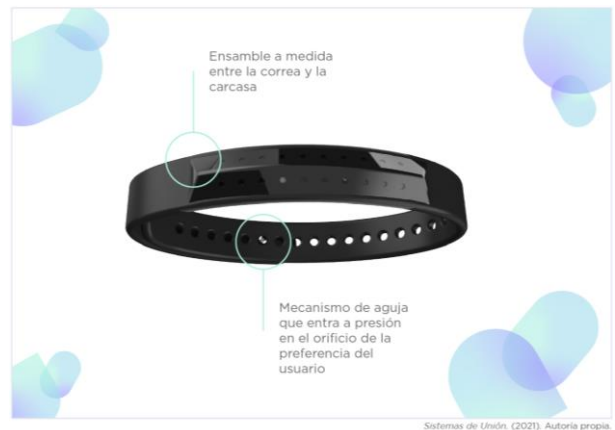 Ensamble a medida
entre la correa y la
carcasa
Mecanismo de aguja
que entra a presión
en el orificio de la
preferencia del
usuario
Sistemas de Unión. (2021). Autoría propia.